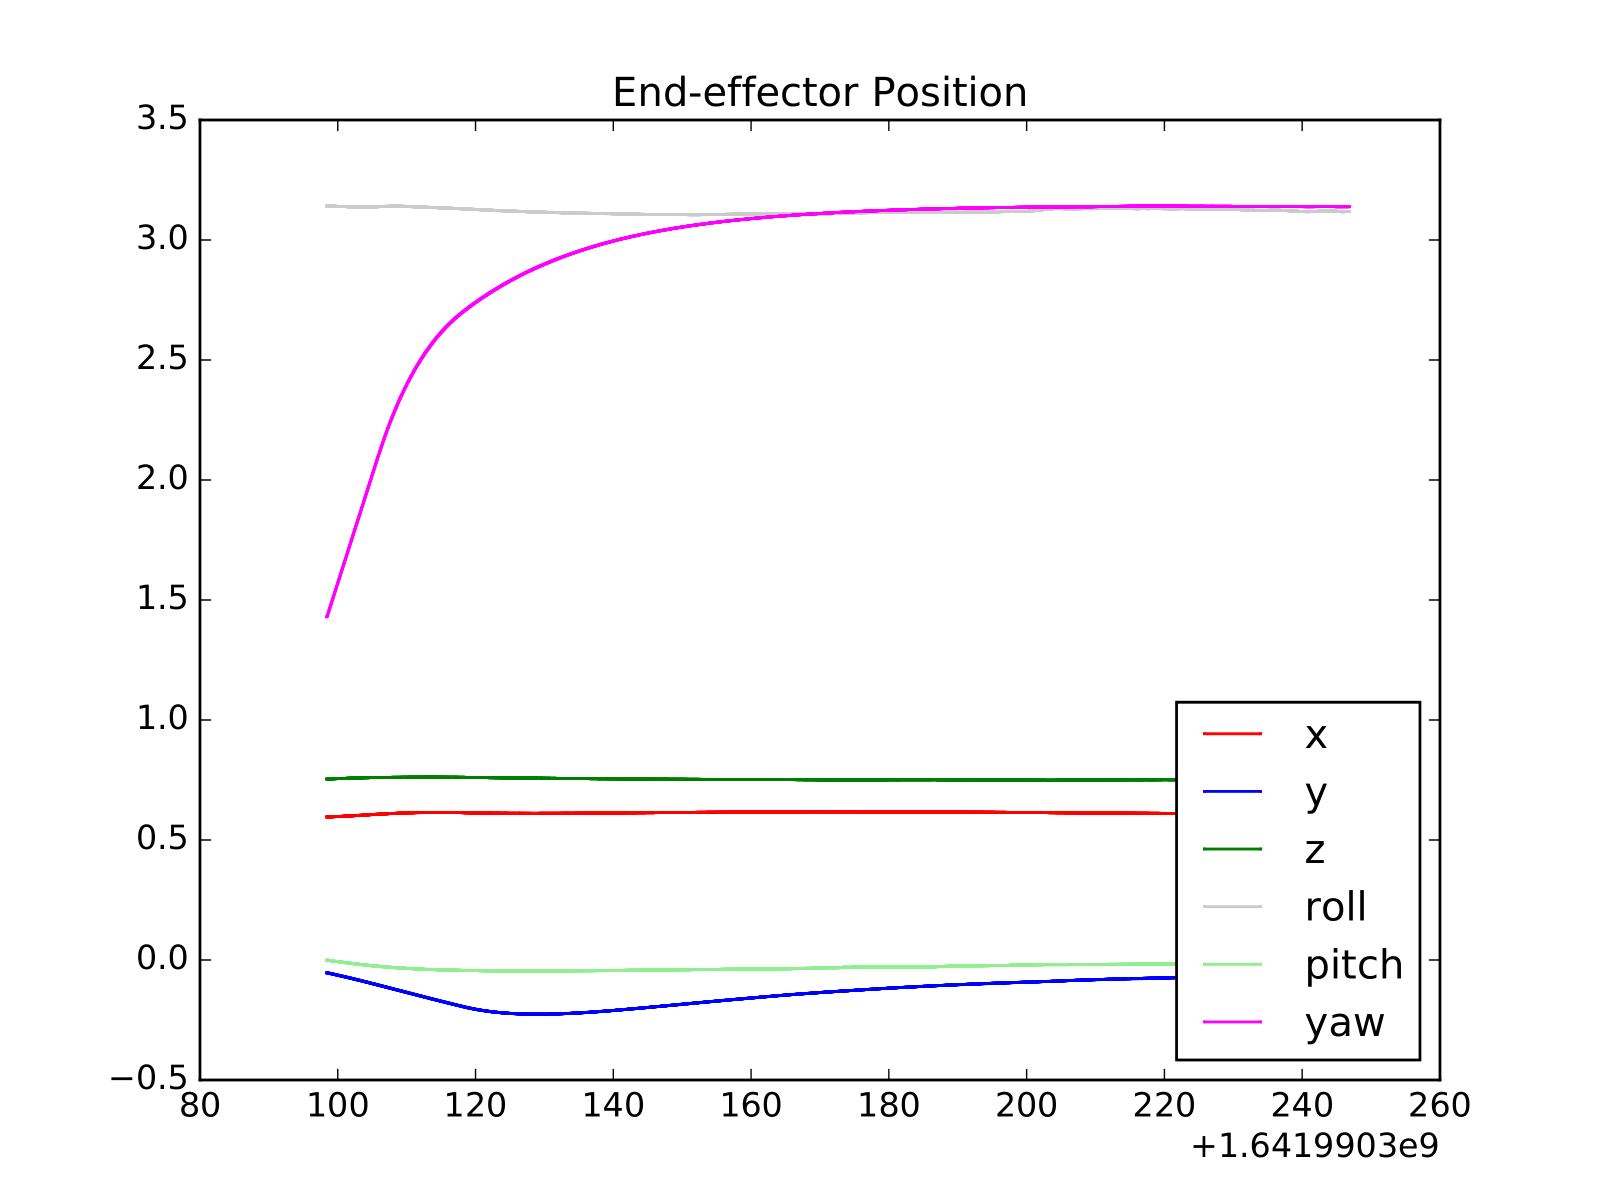 End-effector Position
3.5
3.0
2.5
2.0
1.5
1.0
0.5
0.0
−0.5
x
y
z
roll
pitch
yaw
80 100 120 140 160 180 200 220 240 260
+1.6419903e9